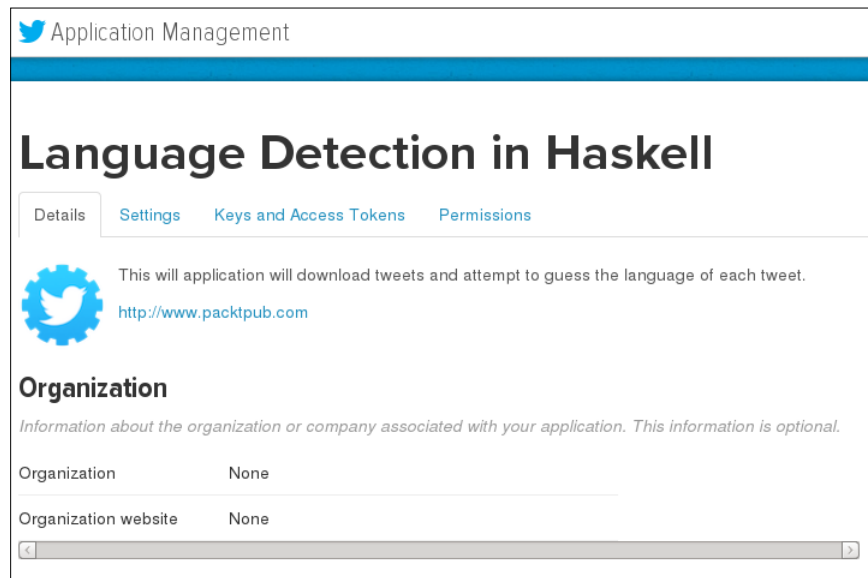 Application Management
Language Detection in Haskell
Details Settings Keys and Access Tokens Permissions
This will application will download tweets and attempt to guess the language of each tweet.
http://www.packtpub.com
Organization
Information about the organization or company associated with your application. This information is optional.
Organization None
Organization website None